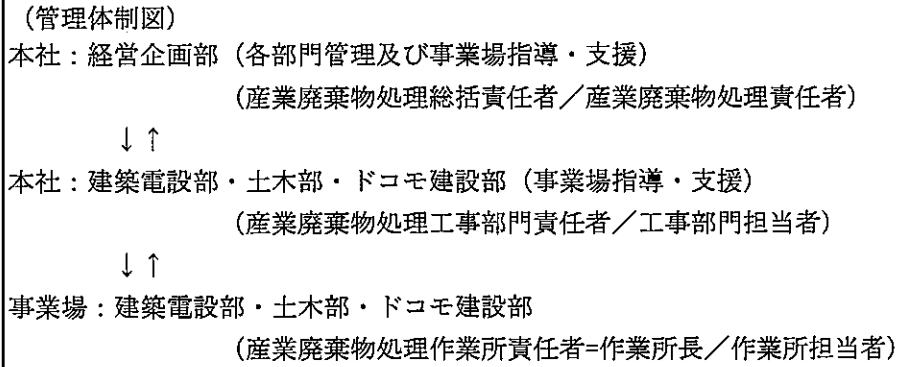 （管理体制図）
本社：経営企画部（各部門管理及び事業場指導・支援）
（産業廃棄物処理総括責任者／産業廃棄物処理責任者）
↓↑
本社：建築電設部・土木部・ドコモ建設部（事業場指導・支援）
（産業廃棄物処理工事部門責任者／工事部門担当者）
↓↑
事業場：建築電設部・土木部・ドコモ建設部
（産業廃棄物処理作業所責任者=作業所長／作業所担当者）